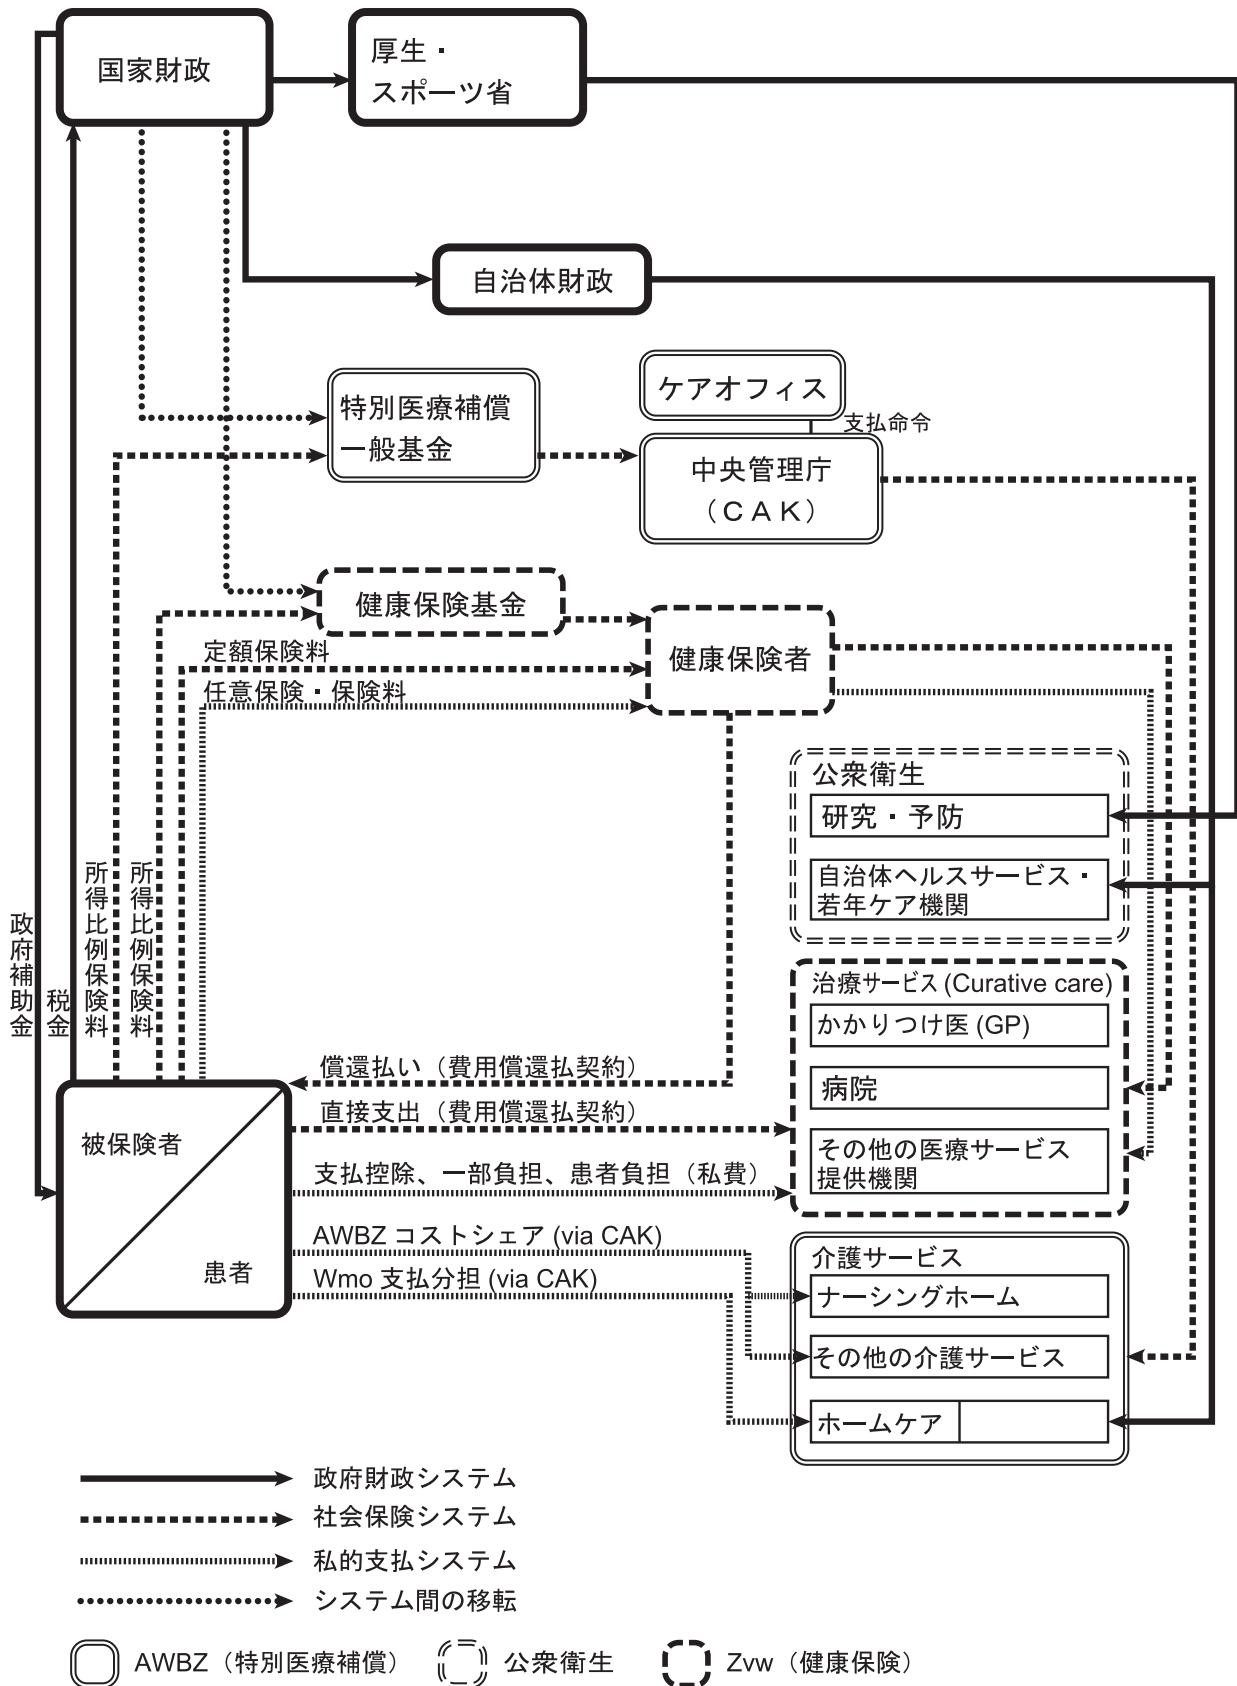 国家財政
厚生・
スポーツ省
自治体財政
特別医療補償
一般基金
ケアオフィス
支払命令
中央管理庁
(CAK)
健康保険基金
健康保険者
定額保険料
任意保険・保険料
公衆衛生
研究・予防
自治体ヘルスサービス・
若年ケア機関
政府補助金
税金
所得比例保険料
所得比例保険料
治療サービス (Curative care)
かかりつけ医 (GP)
病院
その他の医療サービス
提供機関
償還払い（費用償還払契約）
直接支出（費用償還払契約）
被保険者
患者
支払控除、一部負担、患者負担（私費）
AWBZ コストシェア (via CAK)
Wmo 支払分担 (via CAK)
介護サービス
ナーシングホーム
その他の介護サービス
ホームケア
政府財政システム
社会保険システム
私的支払システム
システム間の移転
AWBZ（特別医療補償）
公衆衛生
Zvw（健康保険）